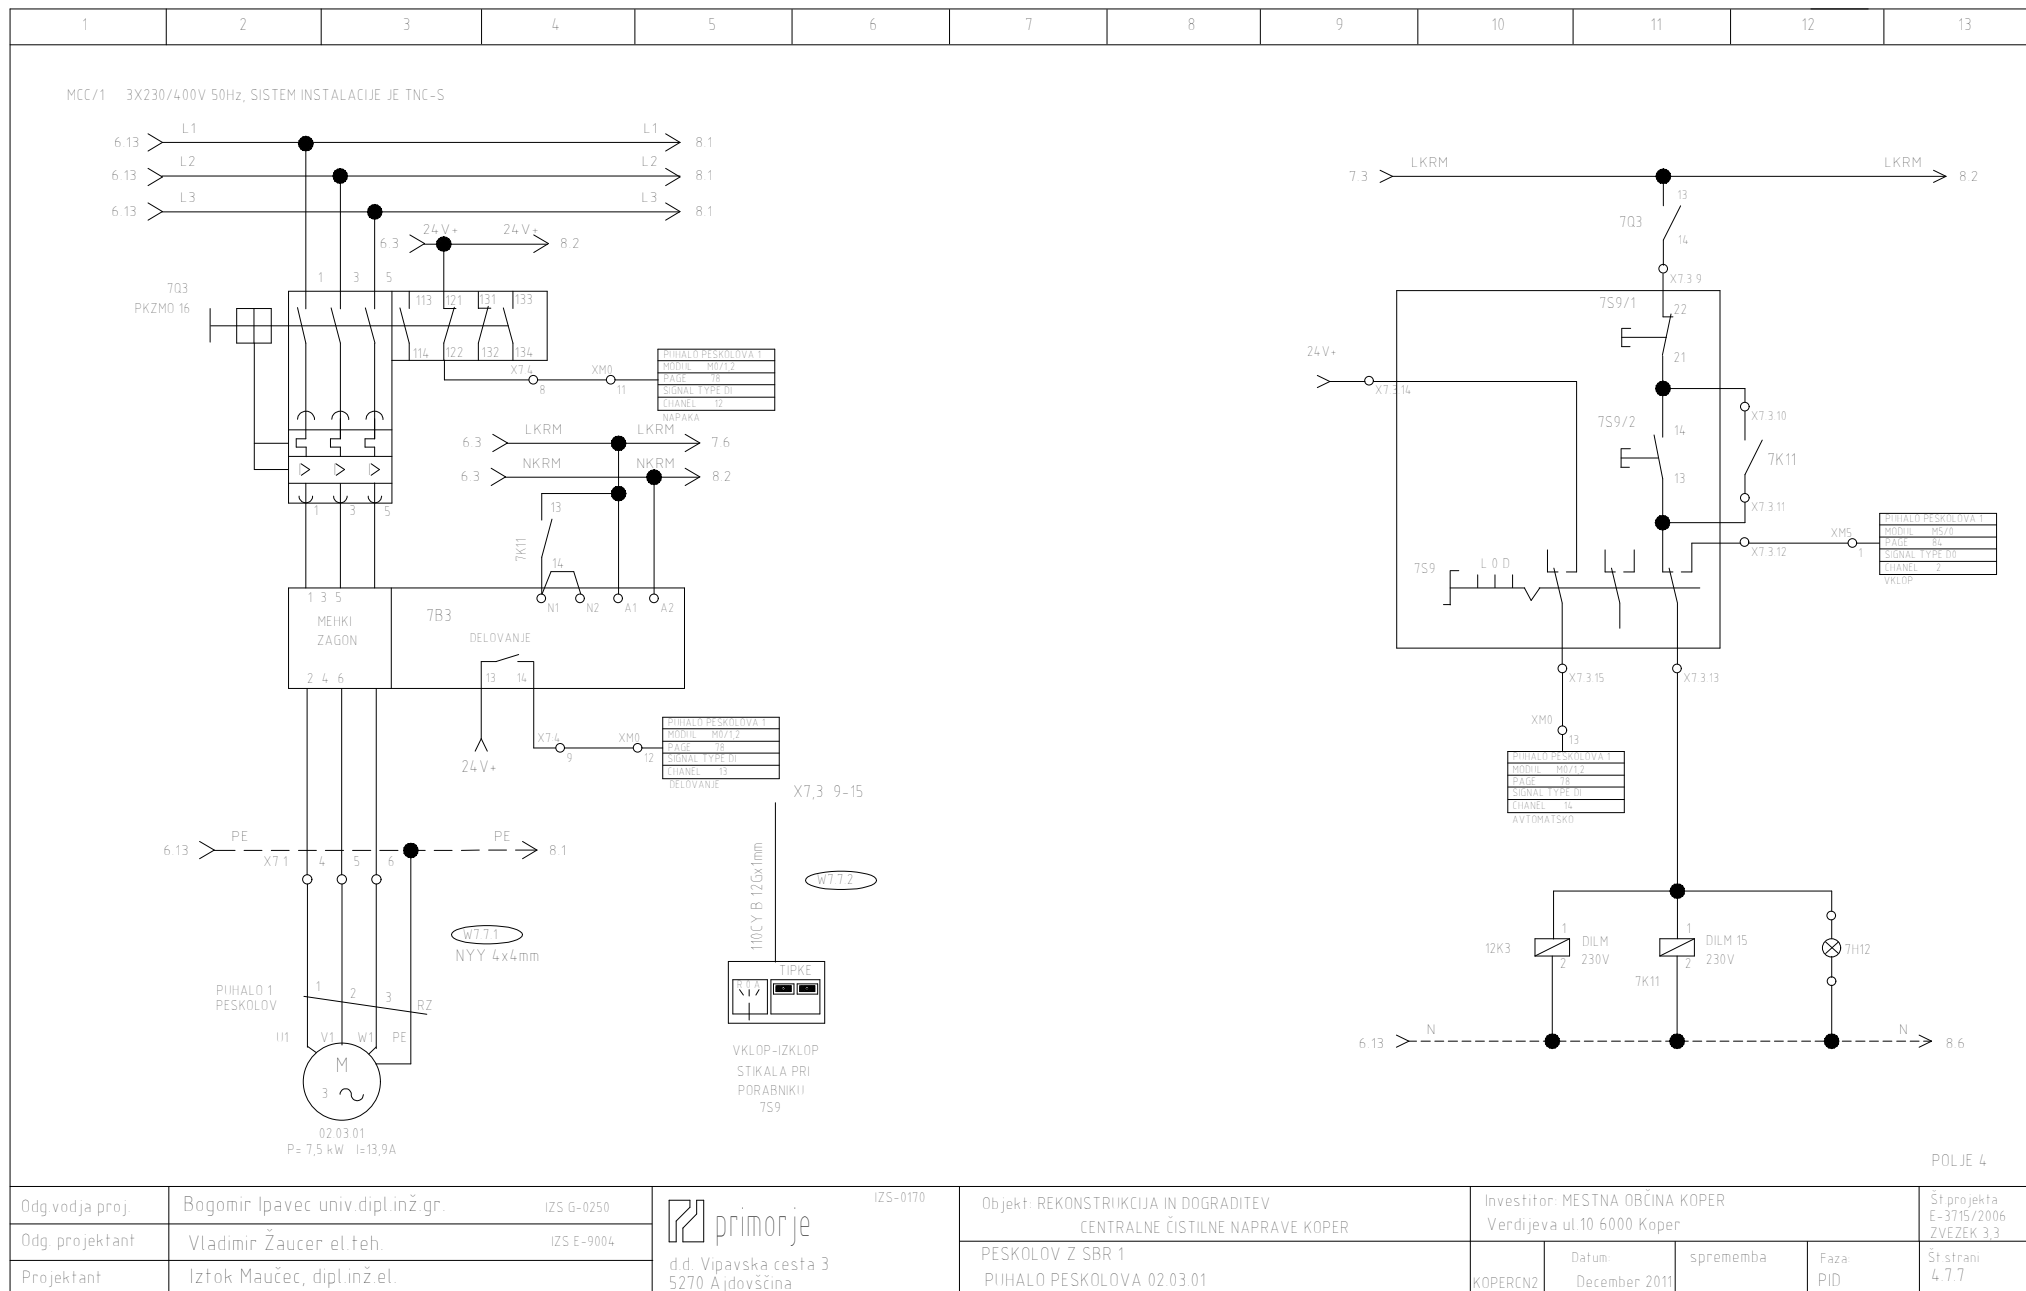 1 2 3 4 5 6 7 8 9 10 11 12 13
MCC/1 3X230/400V 50Hz, SISTEM INSTALACIJE JE TNC-S
6.13 L1 L1 8.1
6.13 L2 L2 8.1
6.13 L3 L3 8.1
6.3 24V+ 24V+ 8.2
1 3 5
7Q3
PKZMO 16
113 121 131 133
114 122 132 134
X7.4 XM0
8 11
PUHALO PESKOLOVA 1
MODUL M0/1,2
PAGE 78
SIGNAL TYPE DI
CHANEL 12
NAPAKA
6.3 LKRM LKRM 7.6
6.3 NKRM NKRM 8.2
1 3 5
13
7K11
14
N1 N2 A1 A2
1 3 5
MEHKI
ZAGON
2 4 6
7B3
DELOVANJE
13 14
24V+
X7.4 XM0
9 12
PUHALO PESKOLOVA 1
MODUL M0/1,2
PAGE 78
SIGNAL TYPE DI
CHANEL 13
DELOVANJE
6.13 PE PE 8.1
X7.1 4 5 6
W7.7.1
NYY 4x4mm
PUHALO 1
PESKOLOV
1 2 3 RZ
U1 V1 W1 PE
M
3
02.03.01
P= 7,5 kW I=13,9A
X7,3 9-15
110CY B 12Gx1mm
W7.7.2
TIPKE
R 0 A
VKLOP-IZKLOP
STIKALA PRI
PORABNIKU
7S9
7.3 LKRM LKRM 8.2
13
7Q3
14
X7.3.9
7S9/1
22
21
24V+
X7.3.14
7S9/2
14
13
X7.3.10
7K11
X7.3.11
X7.3.12
XM5
1
PUHALO PESKOLOVA 1
MODUL M5/0
PAGE 84
SIGNAL TYPE DO
CHANEL 2
VKLOP
7S9
L 0 D
X7.3.15 X7.3.13
XM0
13
PUHALO PESKOLOVA 1
MODUL M0/1,2
PAGE 78
SIGNAL TYPE DI
CHANEL 14
AVTOMATSKO
12K3
1
2
DILM
230V
7K11
1
2
DILM 15
230V
7H12
6.13 N N 8.6
POLJE 4
Odg.vodja proj. Bogomir Ipavec univ.dipl.inž.gr. IZS G-0250
Odg. projektant Vladimir Žaucer el.teh. IZS E-9004
Projektant Iztok Maučec, dipl.inž.el.
primorje
IZS-0170
d.d. Vipavska cesta 3
5270 Ajdovščina
Objekt: REKONSTRUKCIJA IN DOGRADITEV
CENTRALNE ČISTILNE NAPRAVE KOPER
PESKOLOV Z SBR 1
PUHALO PESKOLOVA 02.03.01
Investitor: MESTNA OBČINA KOPER
Verdijeva ul.10 6000 Koper
KOPERCN2
Datum:
December 2011
sprememba
Faza:
PID
Št.projekta
E-3715/2006
ZVEZEK 3,3
Št.strani
4.7.7